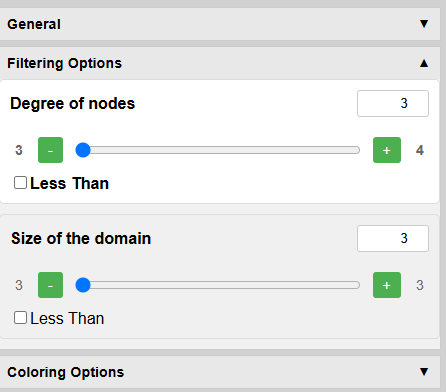 General ▼
Filtering Options ▲
Degree of nodes 3
3 - + 4
Less Than
Size of the domain 3
3 - + 3
Less Than
Coloring Options ▼